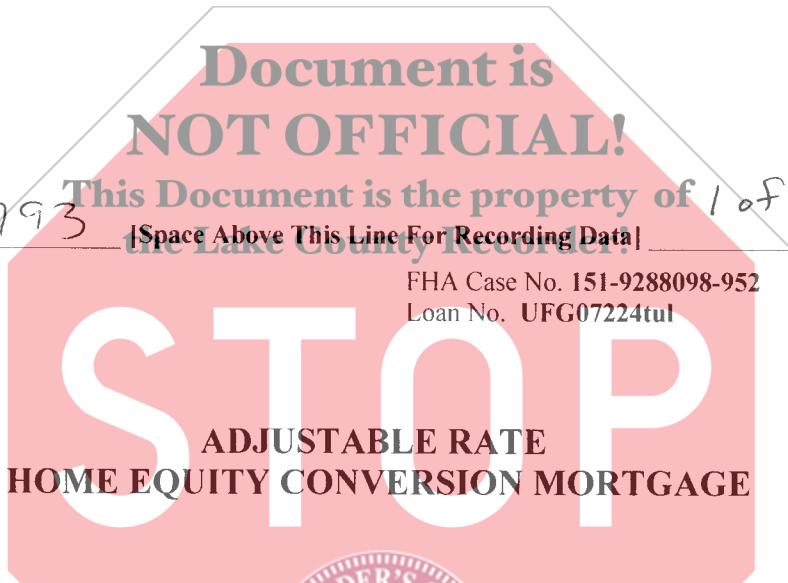 Document is
NOT OFFICIAL!
This Document is the property of
the Lake County Recorder!
793 1 of
[Space Above This Line For Recording Data]
FHA Case No. 151-9288098-952
Loan No. UFG07224tul
STOP
ADJUSTABLE RATE
HOME EQUITY CONVERSION MORTGAGE